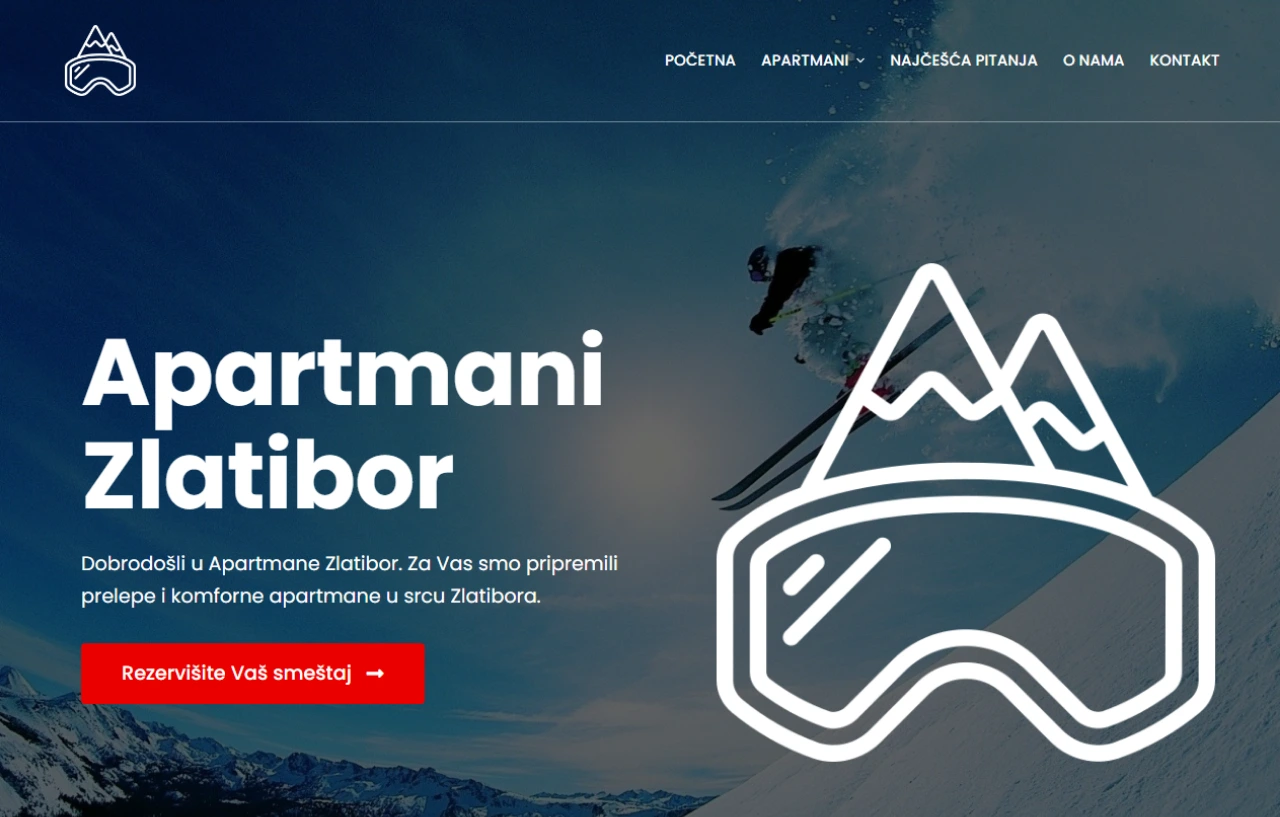 POČETNA APARTMANI NAJČEŠĆA PITANJA O NAMA KONTAKT
Apartmani
Zlatibor
Dobrodošli u Apartmane Zlatibor. Za Vas smo pripremili
prelepe i komforne apartmane u srcu Zlatibora.
Rezervišite Vaš smeštaj